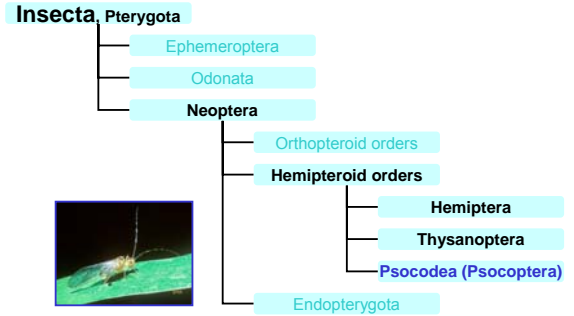 Insecta, Pterygota
Ephemeroptera
Odonata
Neoptera
Orthopteroid orders
Hemipteroid orders
Hemiptera
Thysanoptera
Psocodea (Psocoptera)
Endopterygota